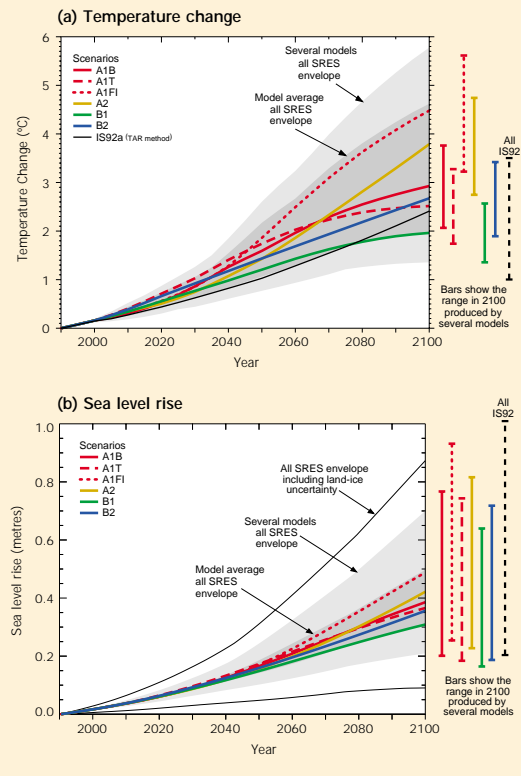 (a) Temperature change
6
5
4
3
2
1
0
Temperature Change (ºC)
Scenarios
A1B
A1T
A1FI
A2
B1
B2
IS92a (TAR method)
Several models
all SRES
envelope
Model average
all SRES
envelope
2000
2020
2040
2060
2080
2100
Year
All
IS92
Bars show the
range in 2100
produced by
several models
(b) Sea level rise
1.0
0.8
0.6
0.4
0.2
0.0
Sea level rise (metres)
Scenarios
A1B
A1T
A1FI
A2
B1
B2
All SRES envelope
including land-ice
uncertainty
Several models
all SRES
envelope
Model average
all SRES
envelope
2000
2020
2040
2060
2080
2100
Year
All
IS92
Bars show the
range in 2100
produced by
several models